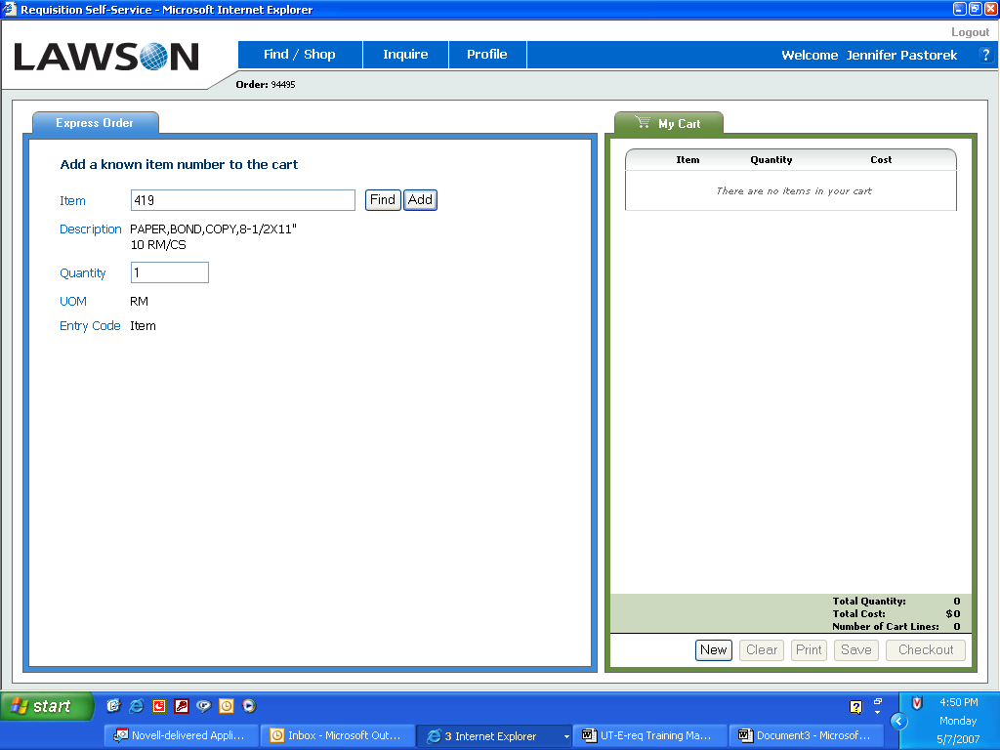 Requisition Self-Service - Microsoft Internet Explorer
Logout
LAWSON
Find / Shop
Inquire
Profile
Welcome Jennifer Pastorek
?
Order: 94495
Express Order
Add a known item number to the cart
Item
419
Find
Add
Description
PAPER,BOND,COPY,8-1/2X11"
10 RM/CS
Quantity
1
UOM
RM
Entry Code
Item
My Cart
Item
Quantity
Cost
There are no items in your cart
Total Quantity: 0
Total Cost: $0
Number of Cart Lines: 0
New
Clear
Print
Save
Checkout
start
4:50 PM
Monday
5/7/2007
Novell-delivered Appli...
Inbox - Microsoft Out...
3 Internet Explorer
UT-E-req Training Ma...
Document3 - Microsof...